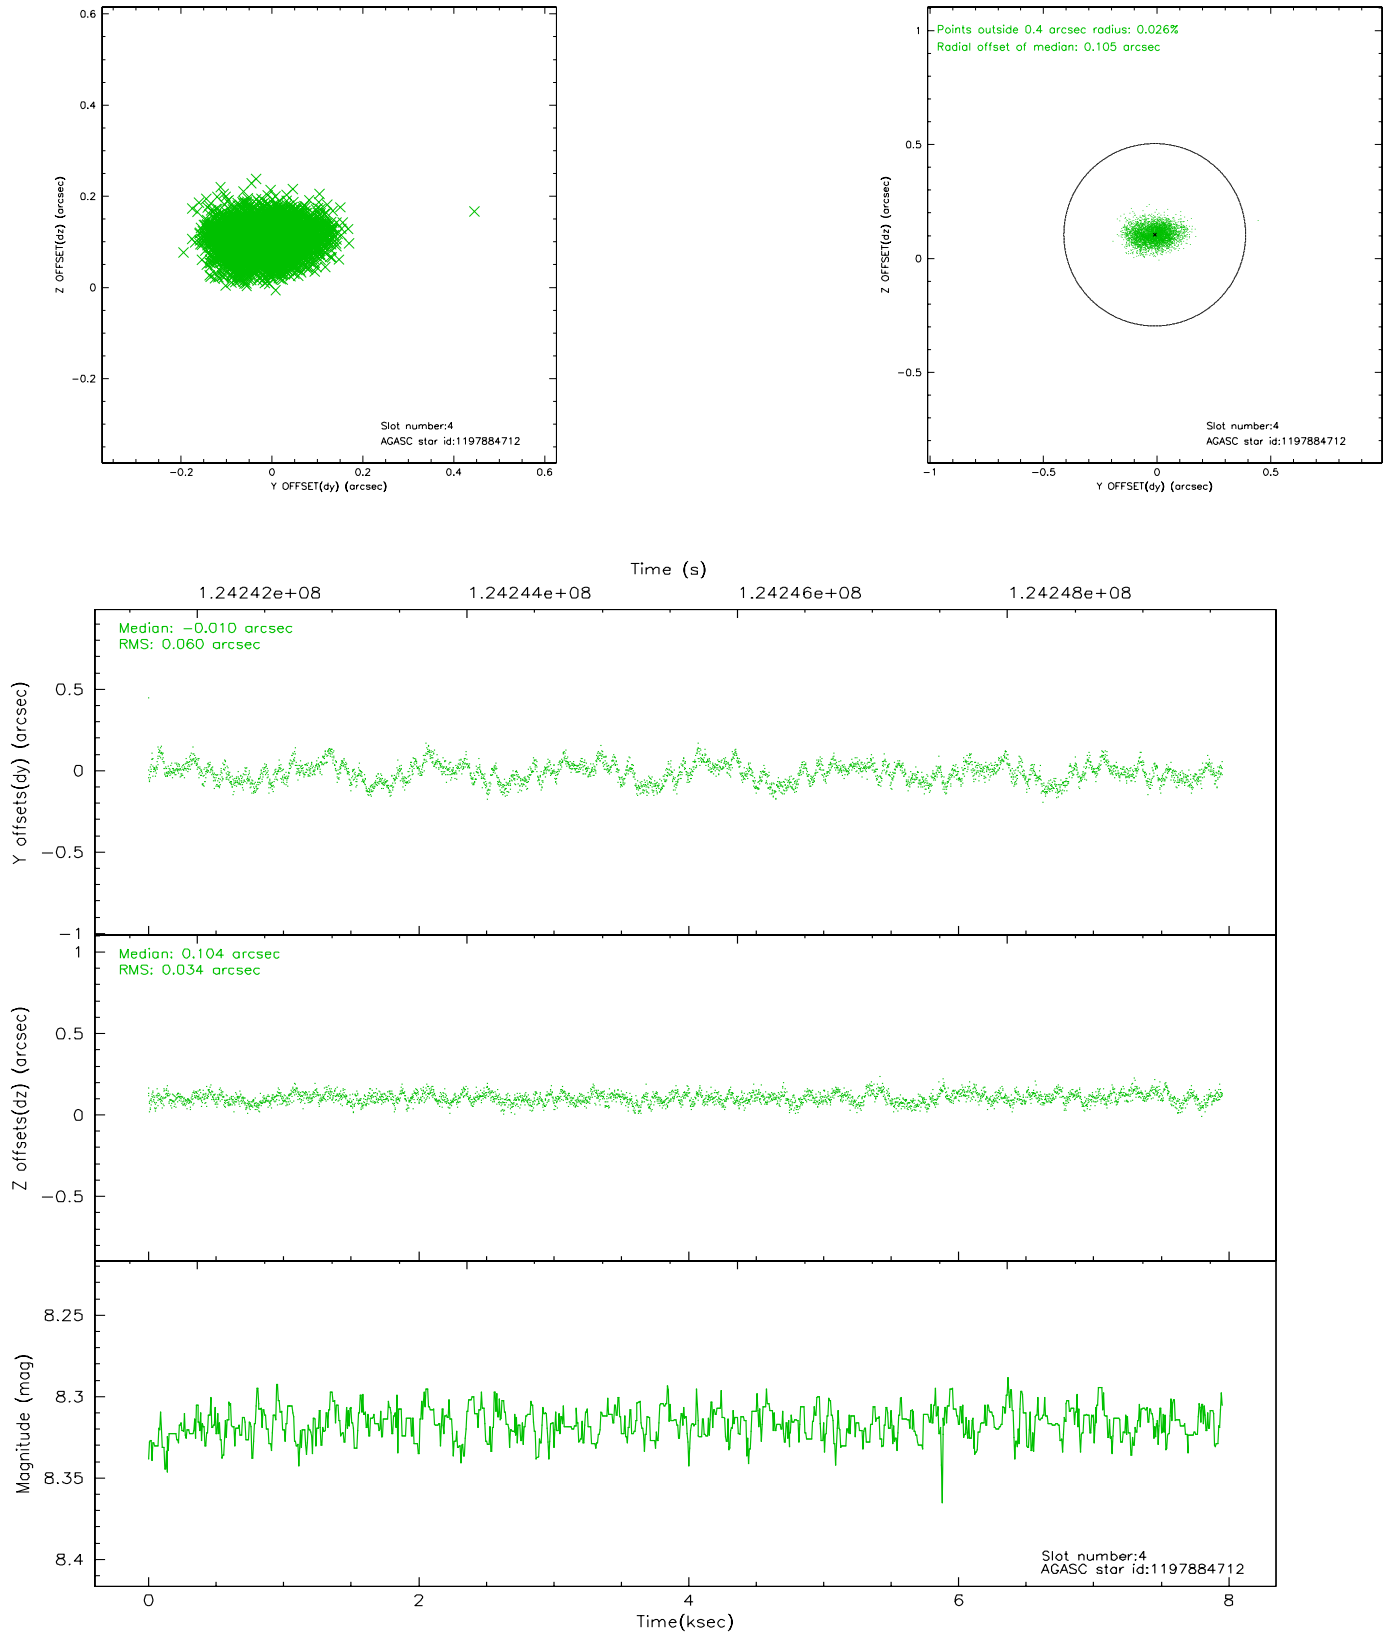 0.6
0.4
0.2
0
−0.2
Z OFFSET(dz) (arcsec)
Slot number:4
AGASC star id:1197884712
−0.2 0 0.2 0.4 0.6
Y OFFSET(dy) (arcsec)
Points outside 0.4 arcsec radius: 0.026%
Radial offset of median: 0.105 arcsec
1
0.5
0
−0.5
Z OFFSET(dz) (arcsec)
Slot number:4
AGASC star id:1197884712
−1 −0.5 0 0.5
Y OFFSET(dy) (arcsec)
Time (s)
1.24242e+08 1.24244e+08 1.24246e+08 1.24248e+08
Median: −0.010 arcsec
RMS: 0.060 arcsec
0.5
0
−0.5
−1
Y offsets(dy) (arcsec)
Median: 0.104 arcsec
RMS: 0.034 arcsec
1
0.5
0
−0.5
Z offsets(dz) (arcsec)
8.25
8.3
8.35
8.4
Magnitude (mag)
Slot number:4
AGASC star id:1197884712
0 2 4 6 8
Time(ksec)